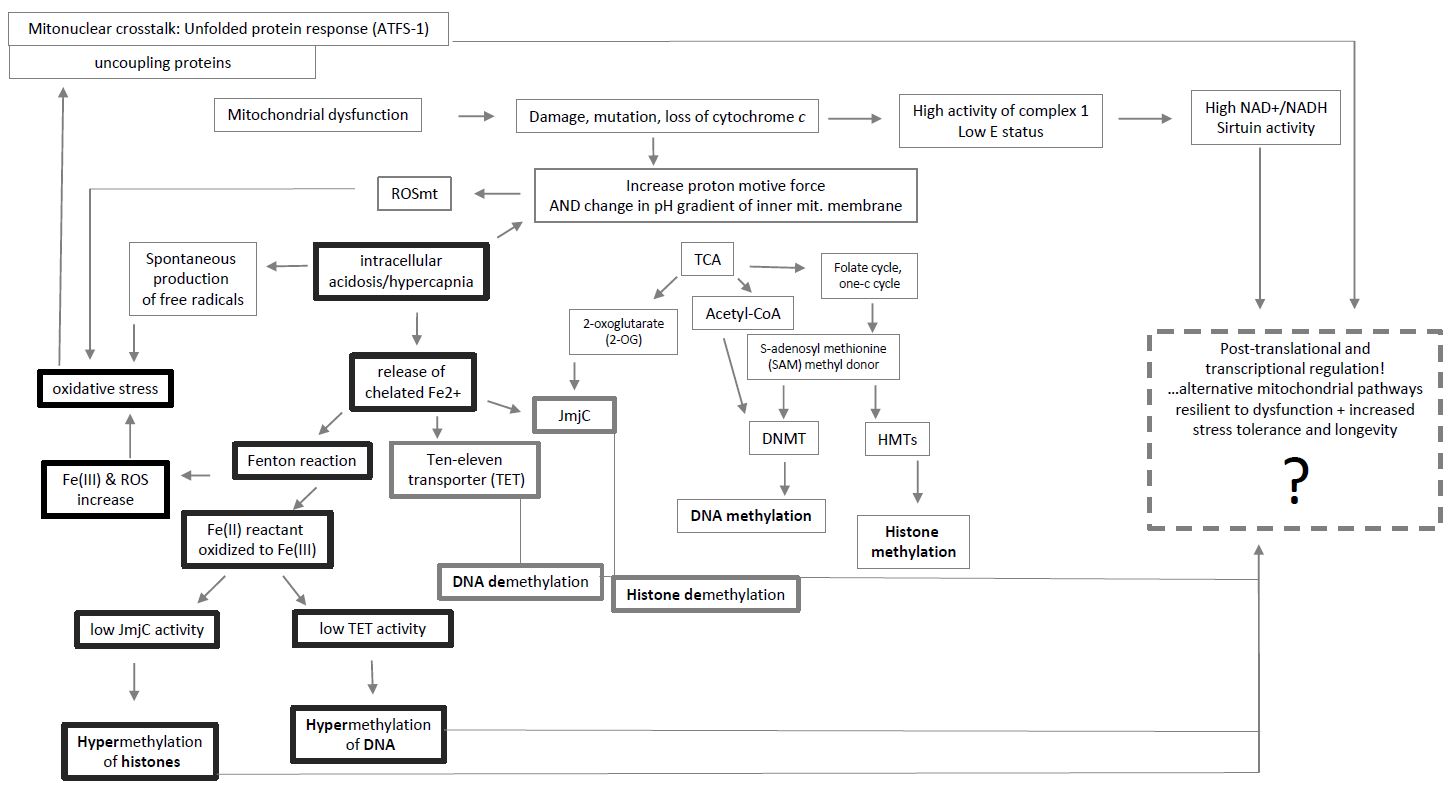 Mitonuclear crosstalk: Unfolded protein response (ATFS-1)
uncoupling proteins
Mitochondrial dysfunction
Damage, mutation, loss of cytochrome c
High activity of complex 1
Low E status
High NAD+/NADH
Sirtuin activity
ROSmt
Increase proton motive force
AND change in pH gradient of inner mit. membrane
Spontaneous
production
of free radicals
intracellular
acidosis/hypercapnia
TCA
Folate cycle,
one-c cycle
2-oxoglutarate
(2-OG)
Acetyl-CoA
S-adenosyl methionine
(SAM) methyl donor
Post-translational and
transcriptional regulation!
...alternative mitochondrial pathways
resilient to dysfunction + increased
stress tolerance and longevity
?
oxidative stress
release of
chelated Fe2+
JmjC
DNMT
HMTs
Fe(III) & ROS
increase
Fenton reaction
Ten-eleven
transporter (TET)
DNA methylation
Histone
methylation
Fe(II) reactant
oxidized to Fe(III)
DNA demethylation
Histone demethylation
low JmjC activity
low TET activity
Hypermethylation
of histones
Hypermethylation
of DNA